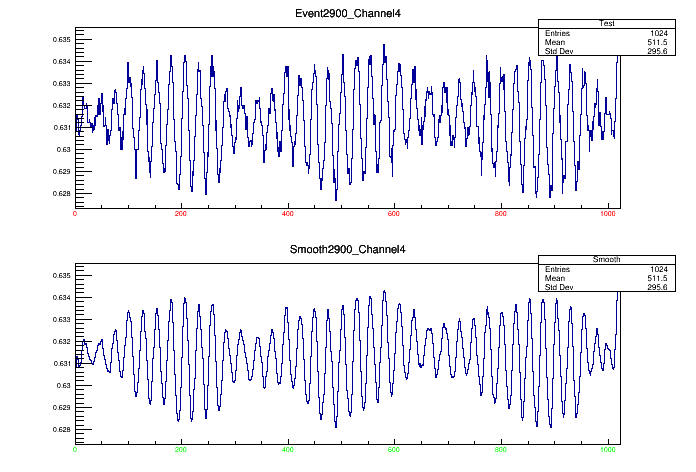 Event2900_Channel4
Test
Entries 1024
Mean 511.5
Std Dev 295.6
0.635
0.634
0.633
0.632
0.631
0.63
0.629
0.628
0 200 400 600 800 1000
Smooth2900_Channel4
Smooth
Entries 1024
Mean 511.5
Std Dev 295.6
0.635
0.634
0.633
0.632
0.631
0.63
0.629
0.628
0 200 400 600 800 1000